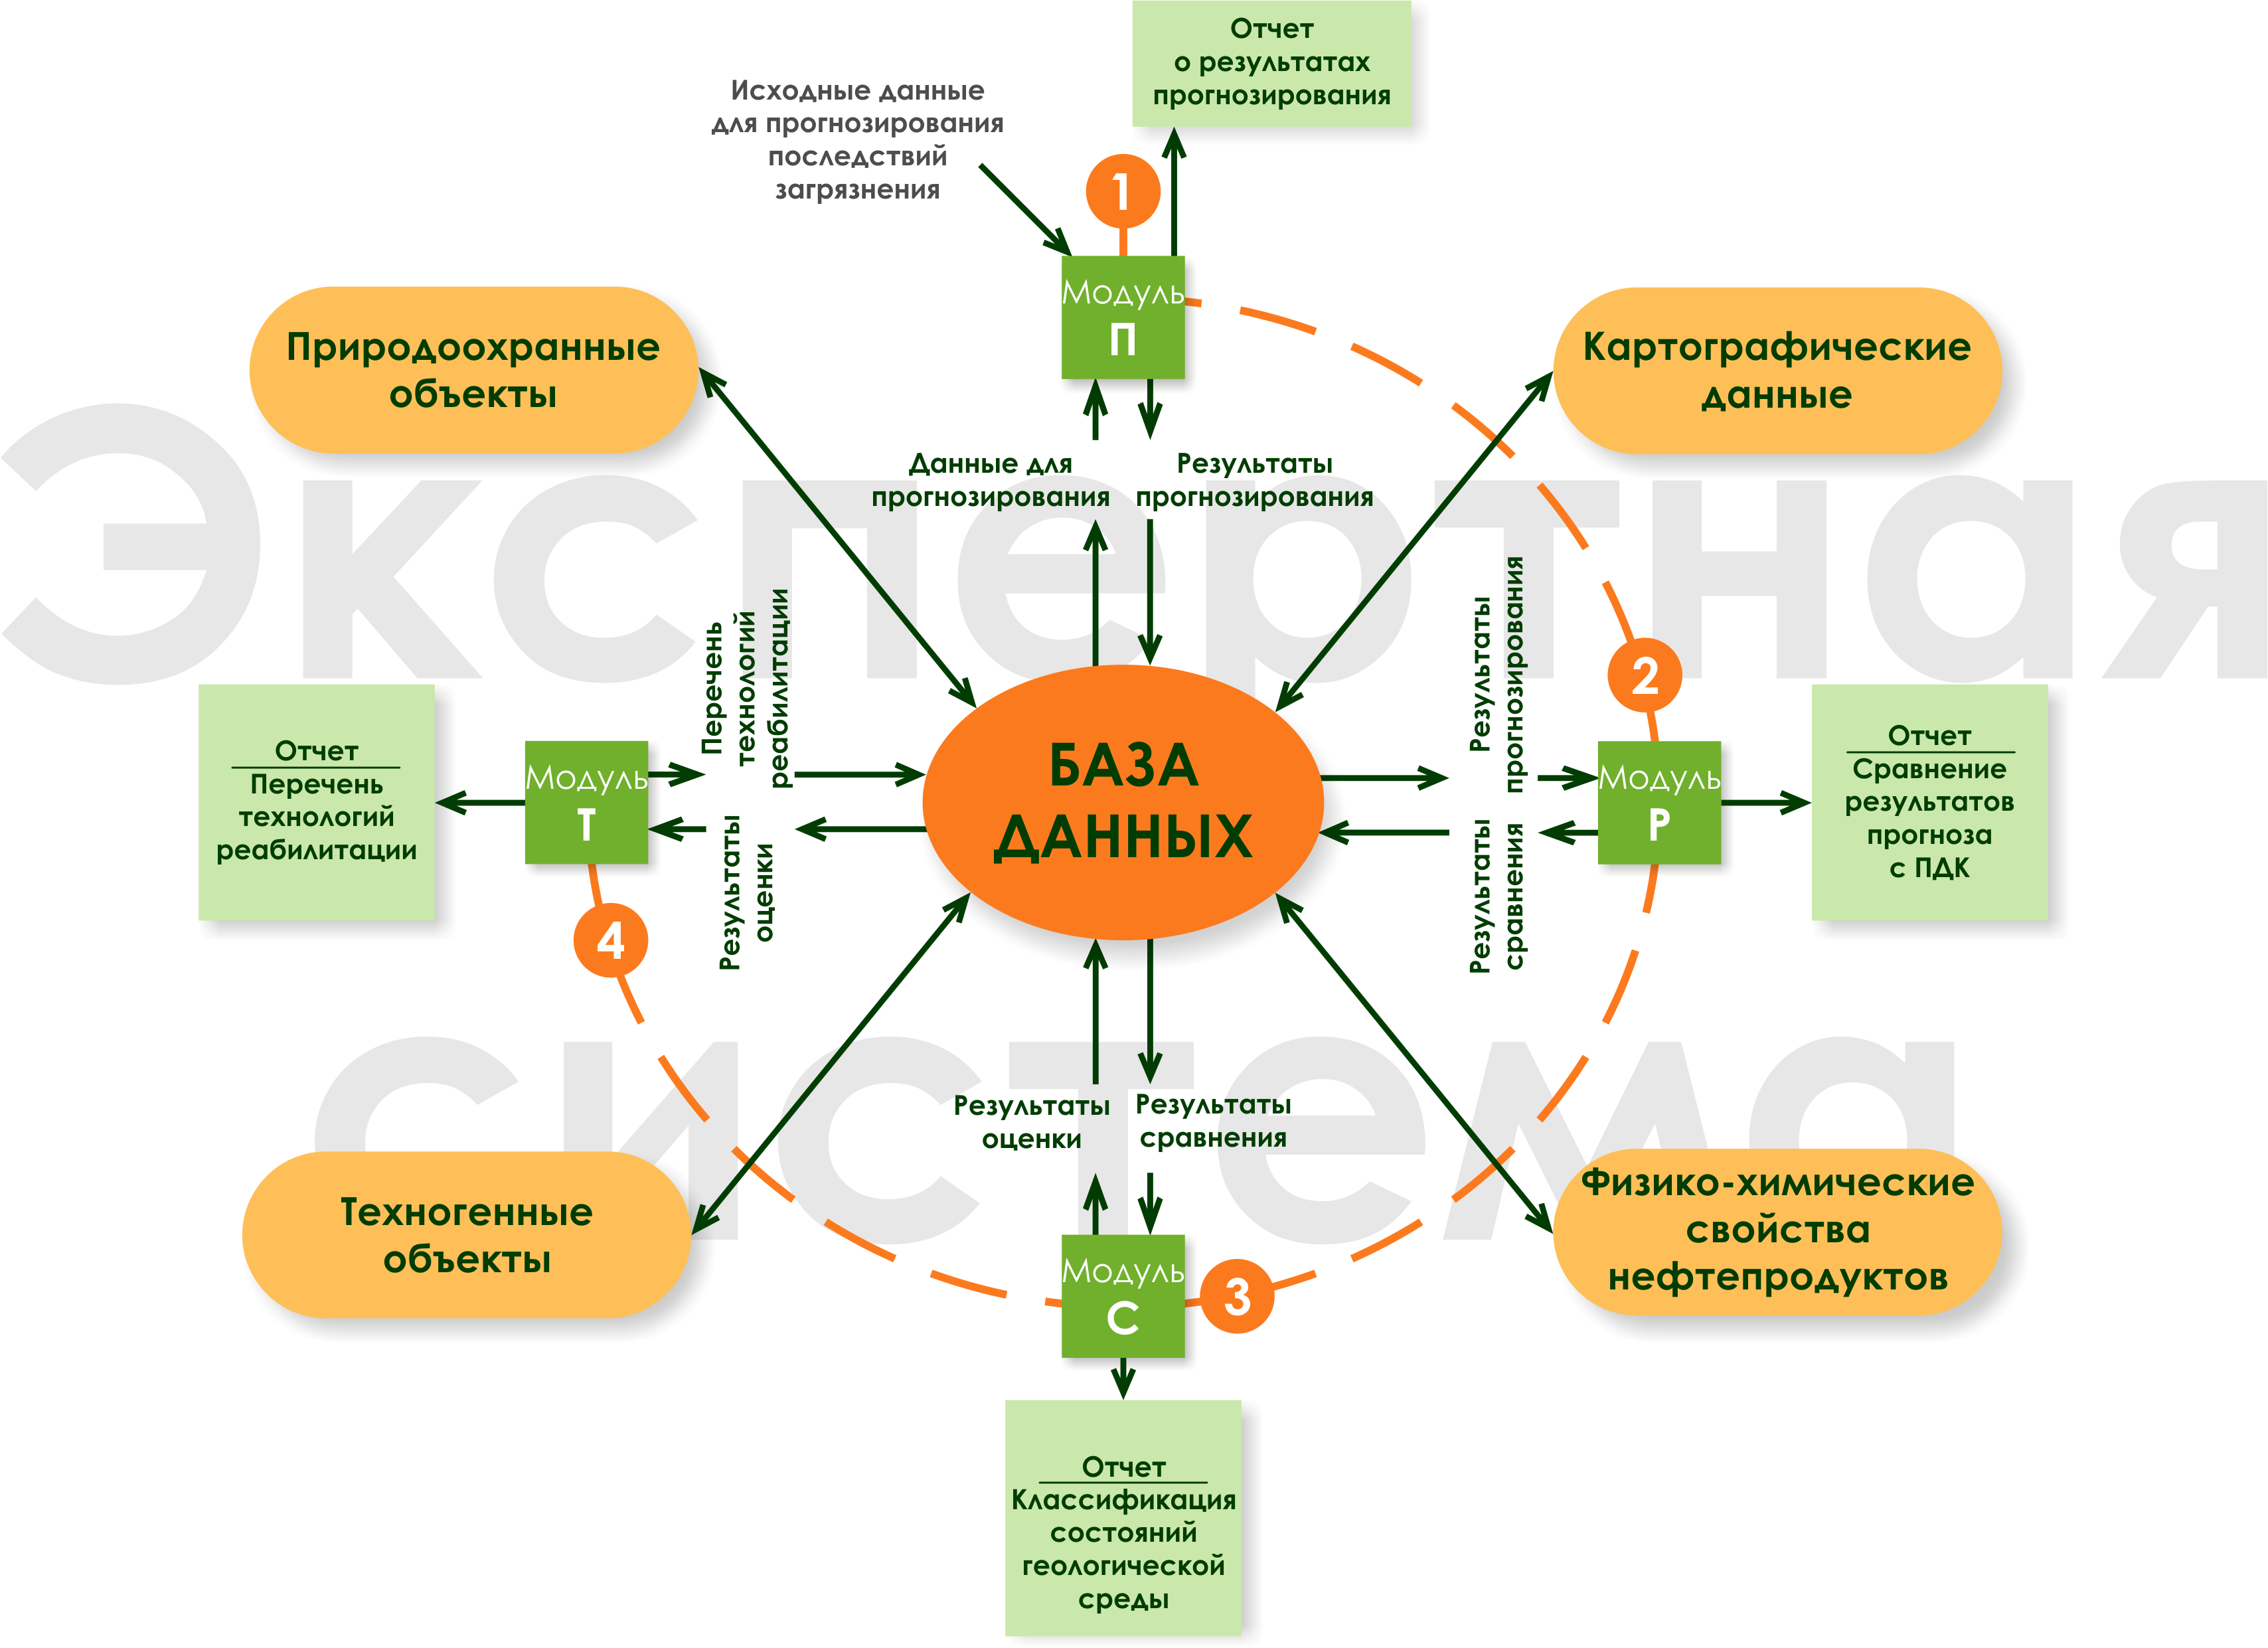 Экспертная
система
Отчет
о результатах
прогнозирования
Исходные данные
для прогнозирования
последствий
загрязнения
1
Модуль
П
Природоохранные
объекты
Картографические
данные
Данные для
прогнозирования
Результаты
прогнозирования
Перечень
технологий
реабилитации
Результаты
прогнозирования
2
Отчет
Перечень
технологий
реабилитации
Модуль
Т
БАЗА
ДАННЫХ
Модуль
Р
Отчет
Сравнение
результатов
прогноза
с ПДК
Результаты
оценки
Результаты
сравнения
4
Результаты
оценки
Результаты
сравнения
Техногенные
объекты
Физико-химические
свойства
нефтепродуктов
Модуль
С
3
Отчет
Классификация
состояний
геологической
среды